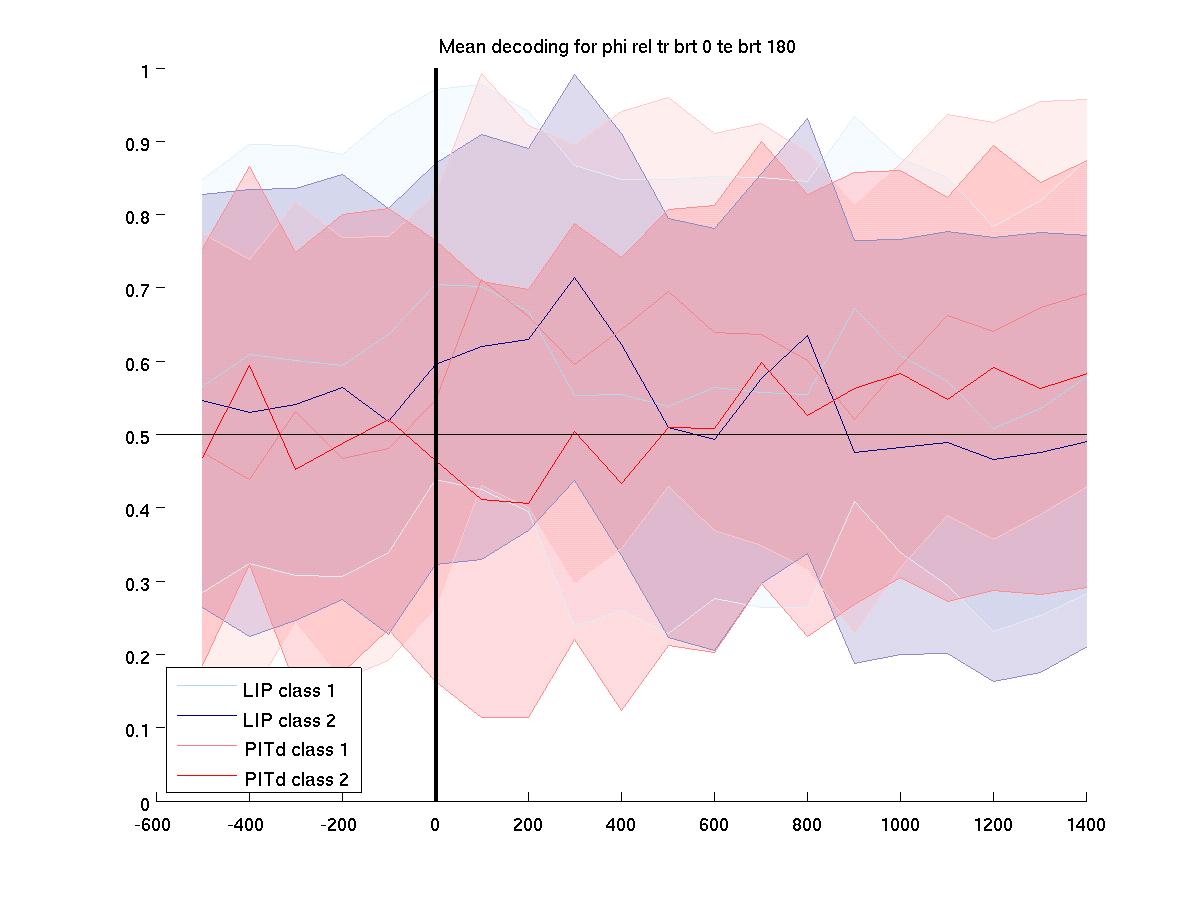 Mean decoding for phi rel tr brt 0 te brt 180
1
0.9
0.8
0.7
0.6
0.5
0.4
0.3
0.2
0.1
0
LIP class 1
LIP class 2
PITd class 1
PITd class 2
-600 -400 -200 0 200 400 600 800 1000 1200 1400